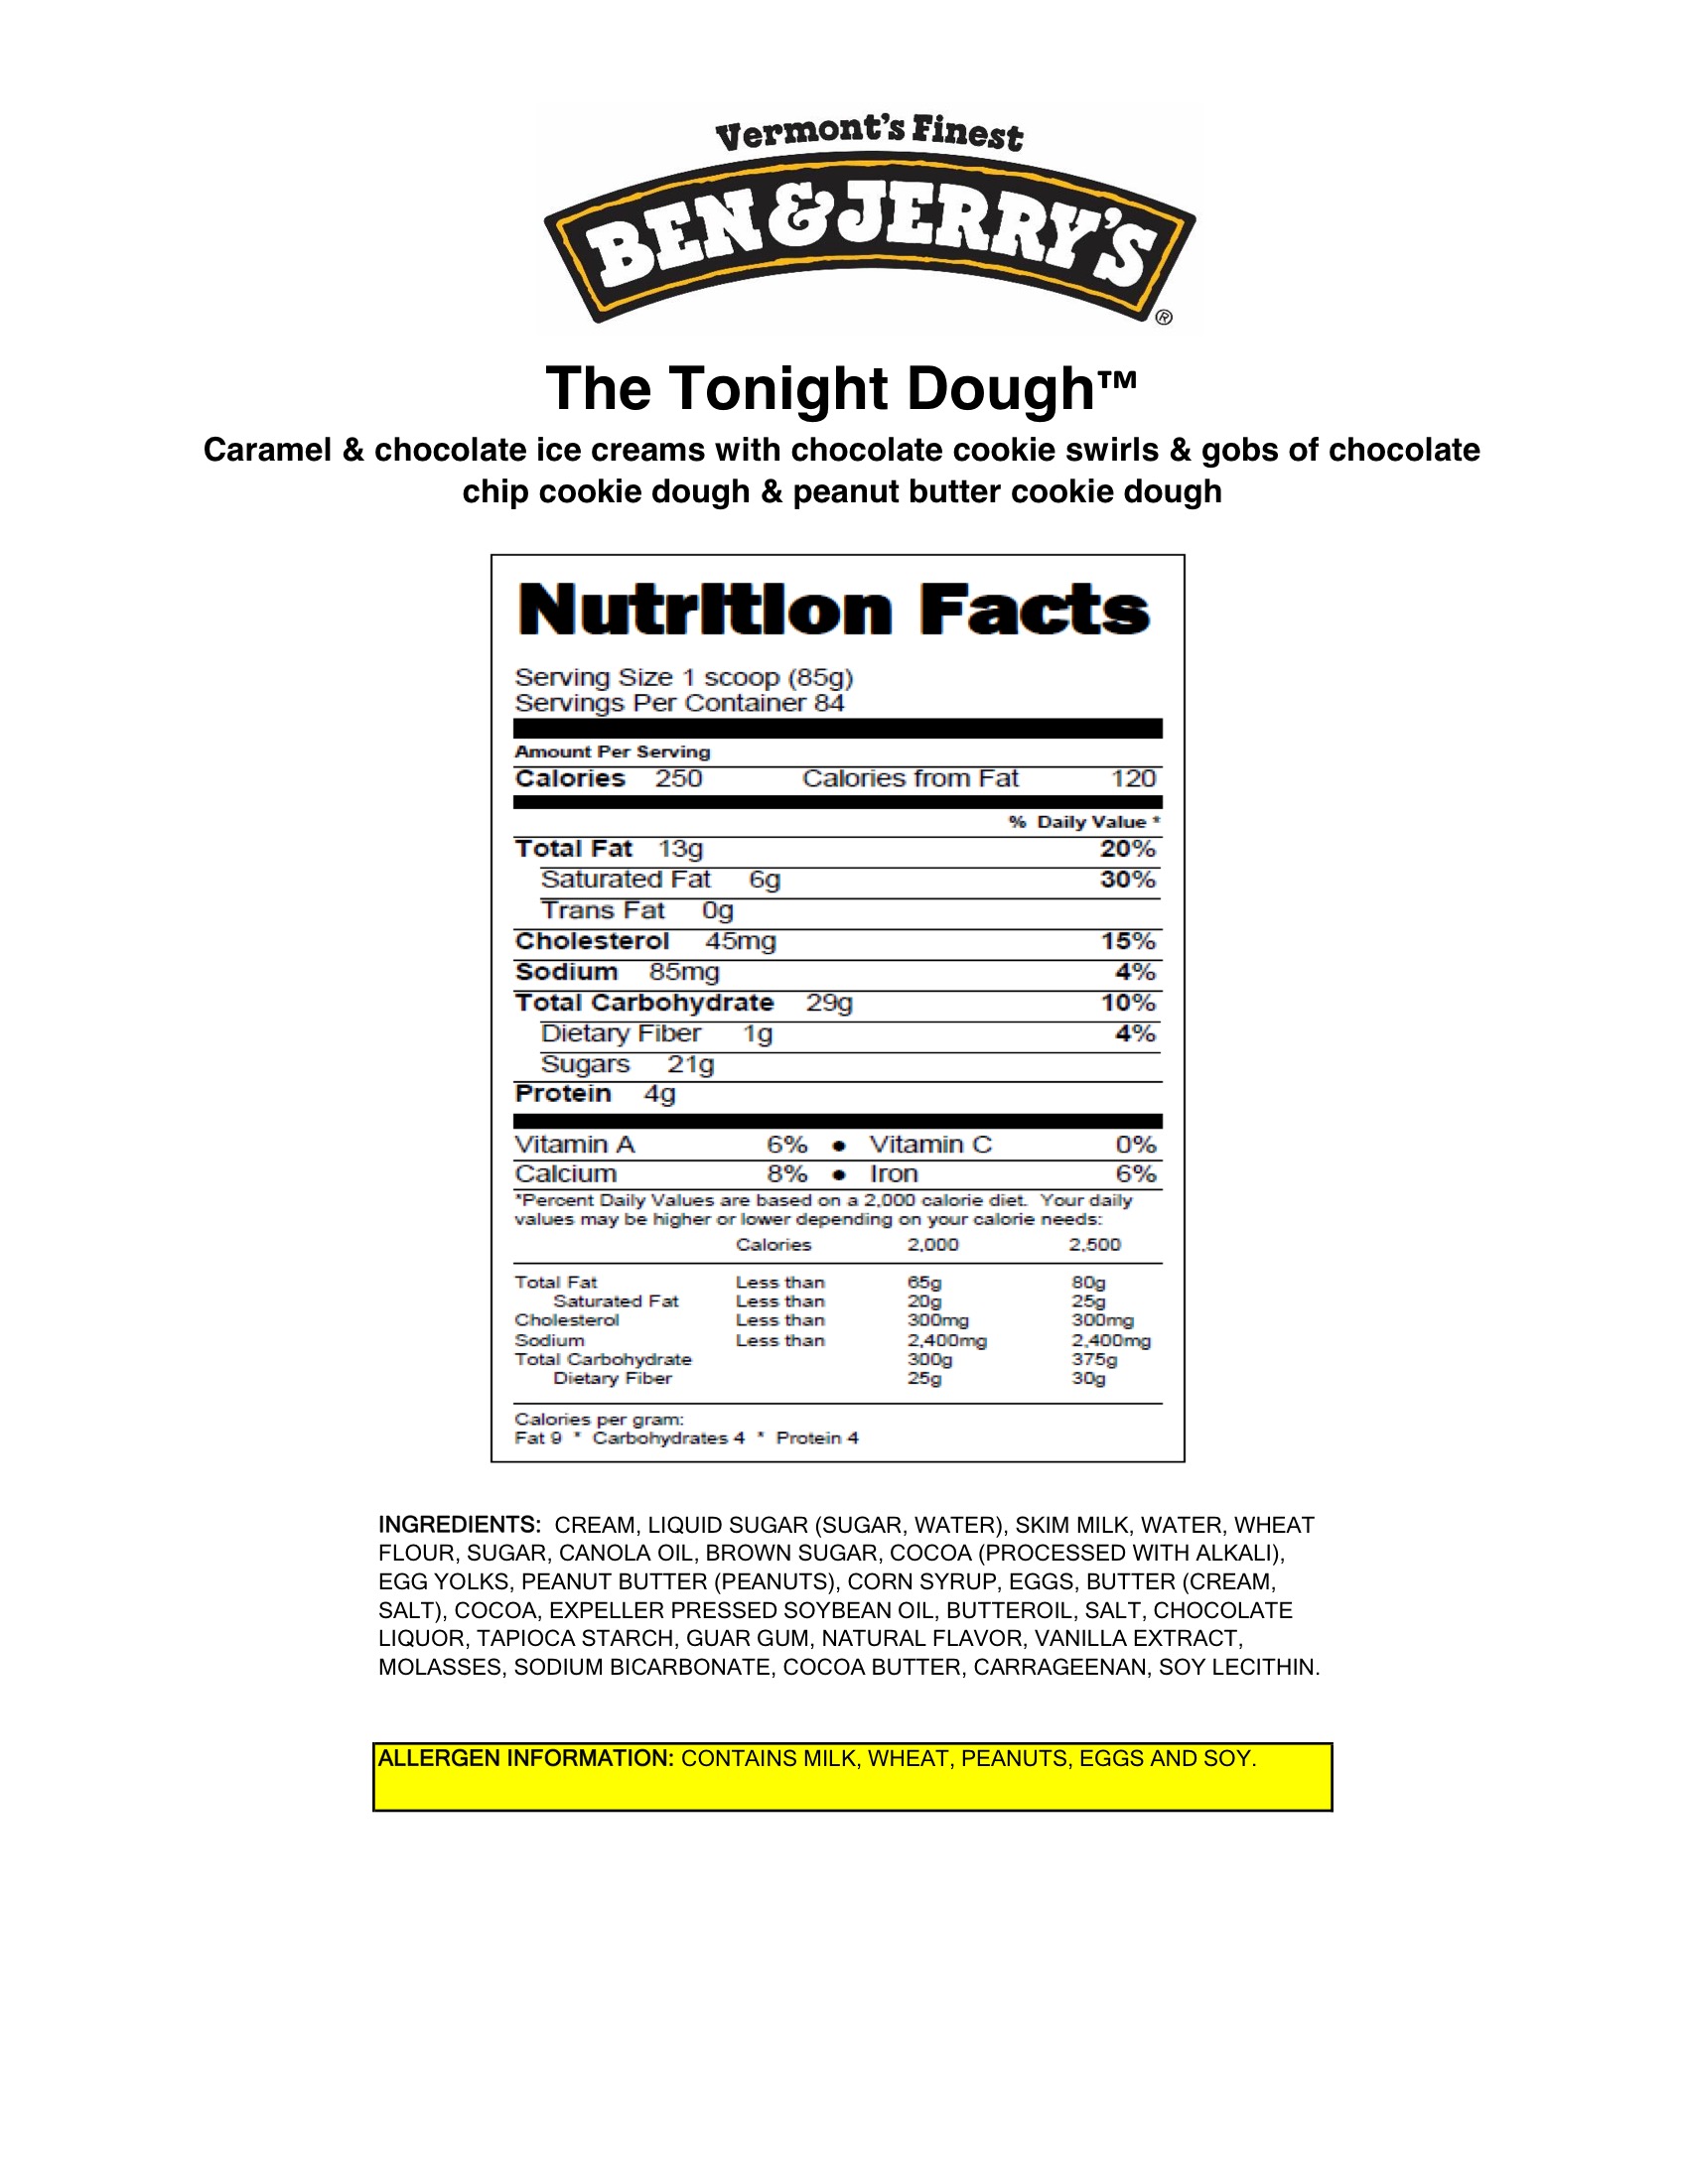 Vermont's Finest
BEN & JERRY'S
®
The Tonight Dough™
Caramel & chocolate ice creams with chocolate cookie swirls & gobs of chocolate
chip cookie dough & peanut butter cookie dough
Nutrition Facts
Serving Size 1 scoop (85g)
Servings Per Container 84
Amount Per Serving
Calories 250 Calories from Fat 120
% Daily Value *
Total Fat 13g 20%
Saturated Fat 6g 30%
Trans Fat 0g
Cholesterol 45mg 15%
Sodium 85mg 4%
Total Carbohydrate 29g 10%
Dietary Fiber 1g 4%
Sugars 21g
Protein 4g
Vitamin A 6% • Vitamin C 0%
Calcium 8% • Iron 6%
*Percent Daily Values are based on a 2,000 calorie diet. Your daily
values may be higher or lower depending on your calorie needs:
Calories 2,000 2,500
Total Fat Less than 65g 80g
Saturated Fat Less than 20g 25g
Cholesterol Less than 300mg 300mg
Sodium Less than 2,400mg 2,400mg
Total Carbohydrate 300g 375g
Dietary Fiber 25g 30g
Calories per gram:
Fat 9 * Carbohydrates 4 * Protein 4
INGREDIENTS: CREAM, LIQUID SUGAR (SUGAR, WATER), SKIM MILK, WATER, WHEAT
FLOUR, SUGAR, CANOLA OIL, BROWN SUGAR, COCOA (PROCESSED WITH ALKALI),
EGG YOLKS, PEANUT BUTTER (PEANUTS), CORN SYRUP, EGGS, BUTTER (CREAM,
SALT), COCOA, EXPELLER PRESSED SOYBEAN OIL, BUTTEROIL, SALT, CHOCOLATE
LIQUOR, TAPIOCA STARCH, GUAR GUM, NATURAL FLAVOR, VANILLA EXTRACT,
MOLASSES, SODIUM BICARBONATE, COCOA BUTTER, CARRAGEENAN, SOY LECITHIN.
ALLERGEN INFORMATION: CONTAINS MILK, WHEAT, PEANUTS, EGGS AND SOY.